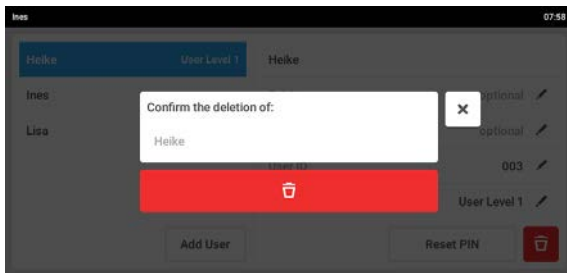 Ines 07:58
Heike User Level 1 Heike
Ines optional
Confirm the deletion of:
Lisa optional
Heike
User ID 003
User Level 1
Add User Reset PIN